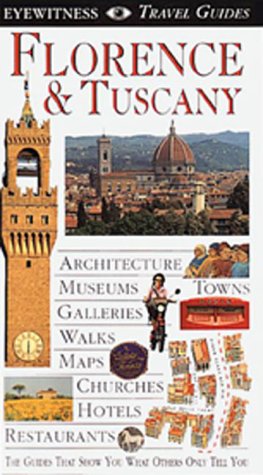 EYEWITNESS TRAVEL GUIDES
FLORENCE
& TUSCANY
ARCHITECTURE
MUSEUMS TOWNS
GALLERIES
WALKS
MAPS
CHURCHES
HOTELS
RESTAURANTS
THE GUIDES THAT SHOW YOU WHAT OTHERS ONLY TELL YOU